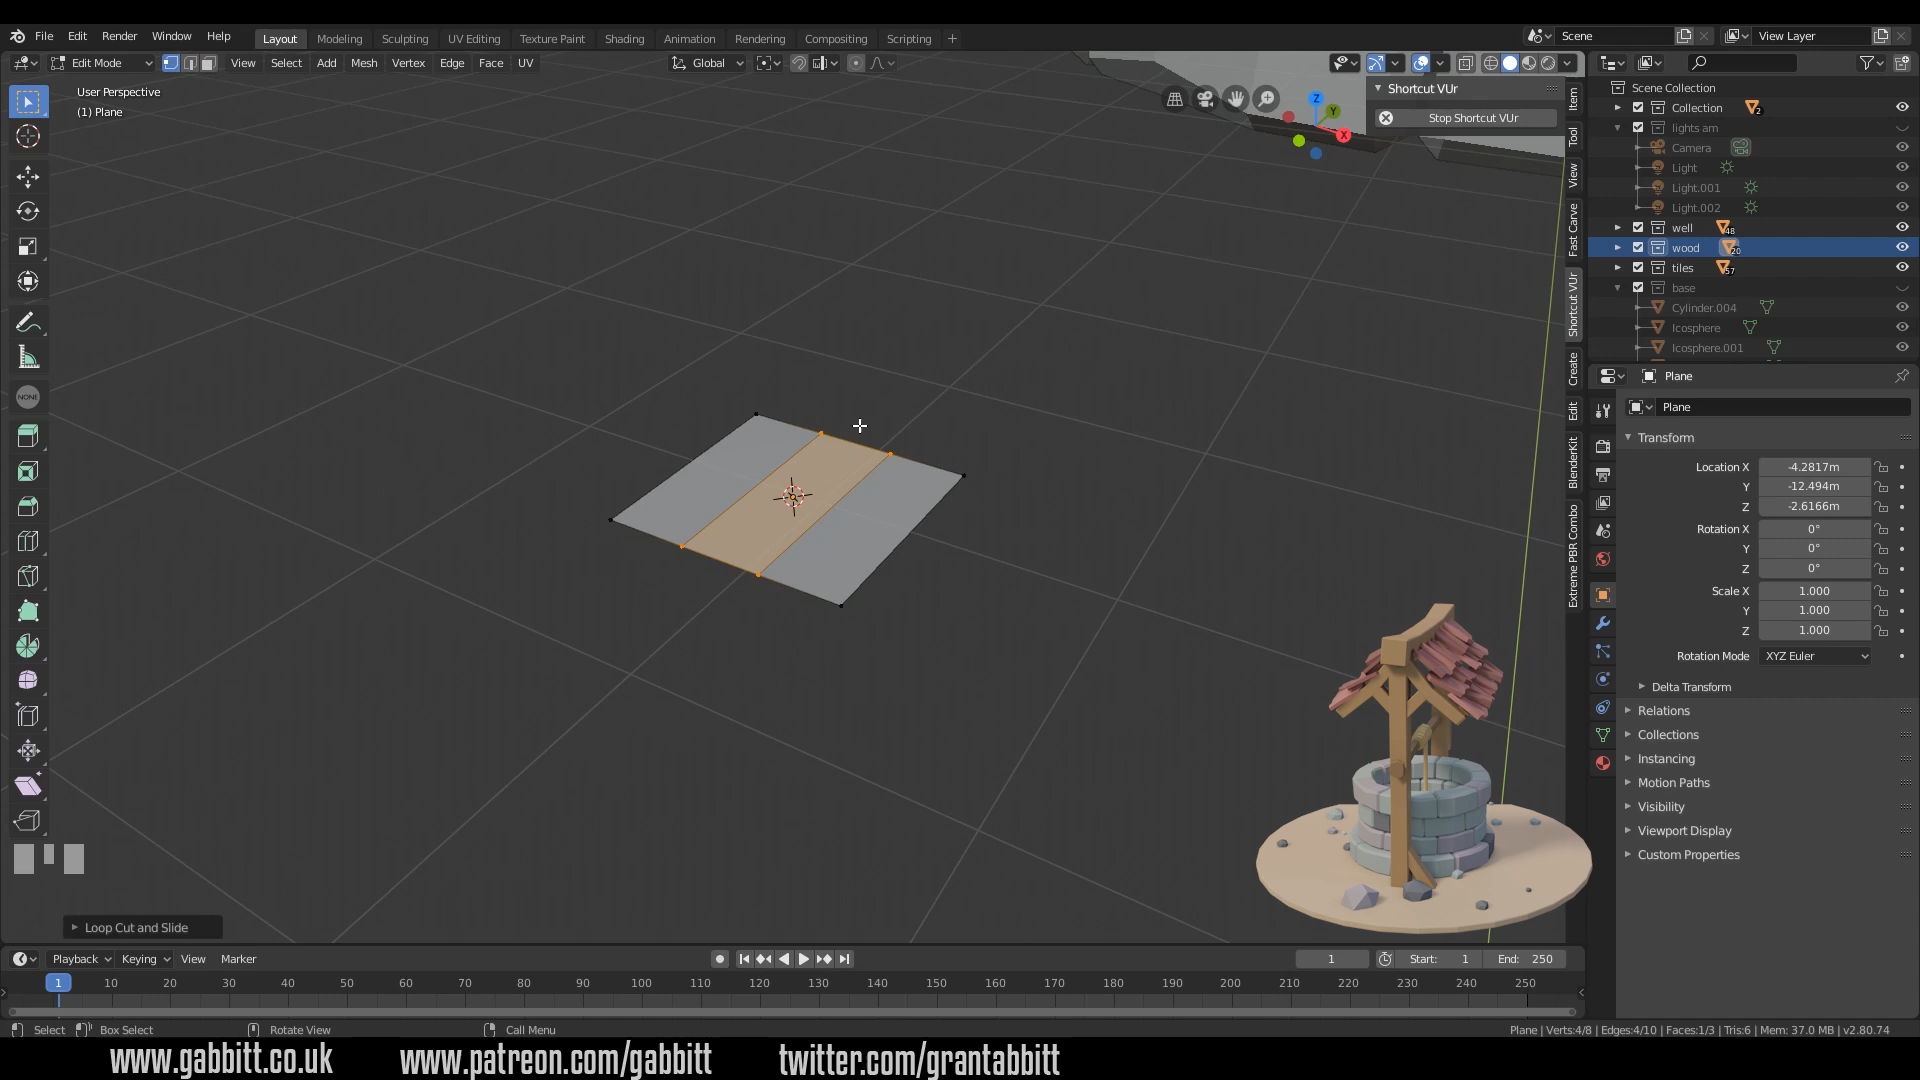 File Edit Render Window Help
Layout Modeling Sculpting UV Editing Texture Paint Shading Animation Rendering Compositing Scripting +
Scene
View Layer
Edit Mode View Select Add Mesh Vertex Edge Face UV
Global
User Perspective
(1) Plane
Shortcut VUr
Stop Shortcut VUr
Z
Y
X
Item
Tool
View
Fast Carve
Shortcut VUr
Create
Edit
BlenderKit
Extreme PBR Combo
NONE
Scene Collection
Collection 2
lights am
Camera
Light
Light.001
Light.002
well 48
wood 20
tiles 57
base
Cylinder.004
Icosphere
Icosphere.001
Plane
Plane
Transform
Location X -4.2817m
Y -12.494m
Z -2.6166m
Rotation X 0°
Y 0°
Z 0°
Scale X 1.000
Y 1.000
Z 1.000
Rotation Mode XYZ Euler
Delta Transform
Relations
Collections
Instancing
Motion Paths
Visibility
Viewport Display
Custom Properties
Loop Cut and Slide
Playback Keying View Marker
1 Start: 1 End: 250
1 10 20 30 40 50 60 70 80 90 100 110 120 130 140 150 160 170 180 190 200 210 220 230 240 250
Select Box Select Rotate View Call Menu
Plane | Verts:4/8 | Edges:4/10 | Faces:1/3 | Tris:6 | Mem: 37.0 MB | v2.80.74
www.gabbitt.co.uk www.patreon.com/gabbitt twitter.com/grantabbitt